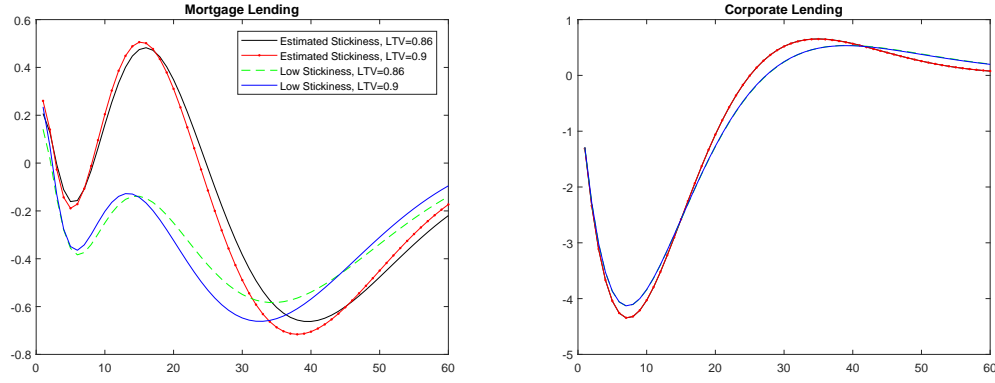 Mortgage Lending
0.6
0.4
0.2
0
-0.2
-0.4
-0.6
-0.8
0 10 20 30 40 50 60
Estimated Stickiness, LTV=0.86
Estimated Stickiness, LTV=0.9
Low Stickiness, LTV=0.86
Low Stickiness, LTV=0.9
Corporate Lending
1
0
-1
-2
-3
-4
-5
0 10 20 30 40 50 60